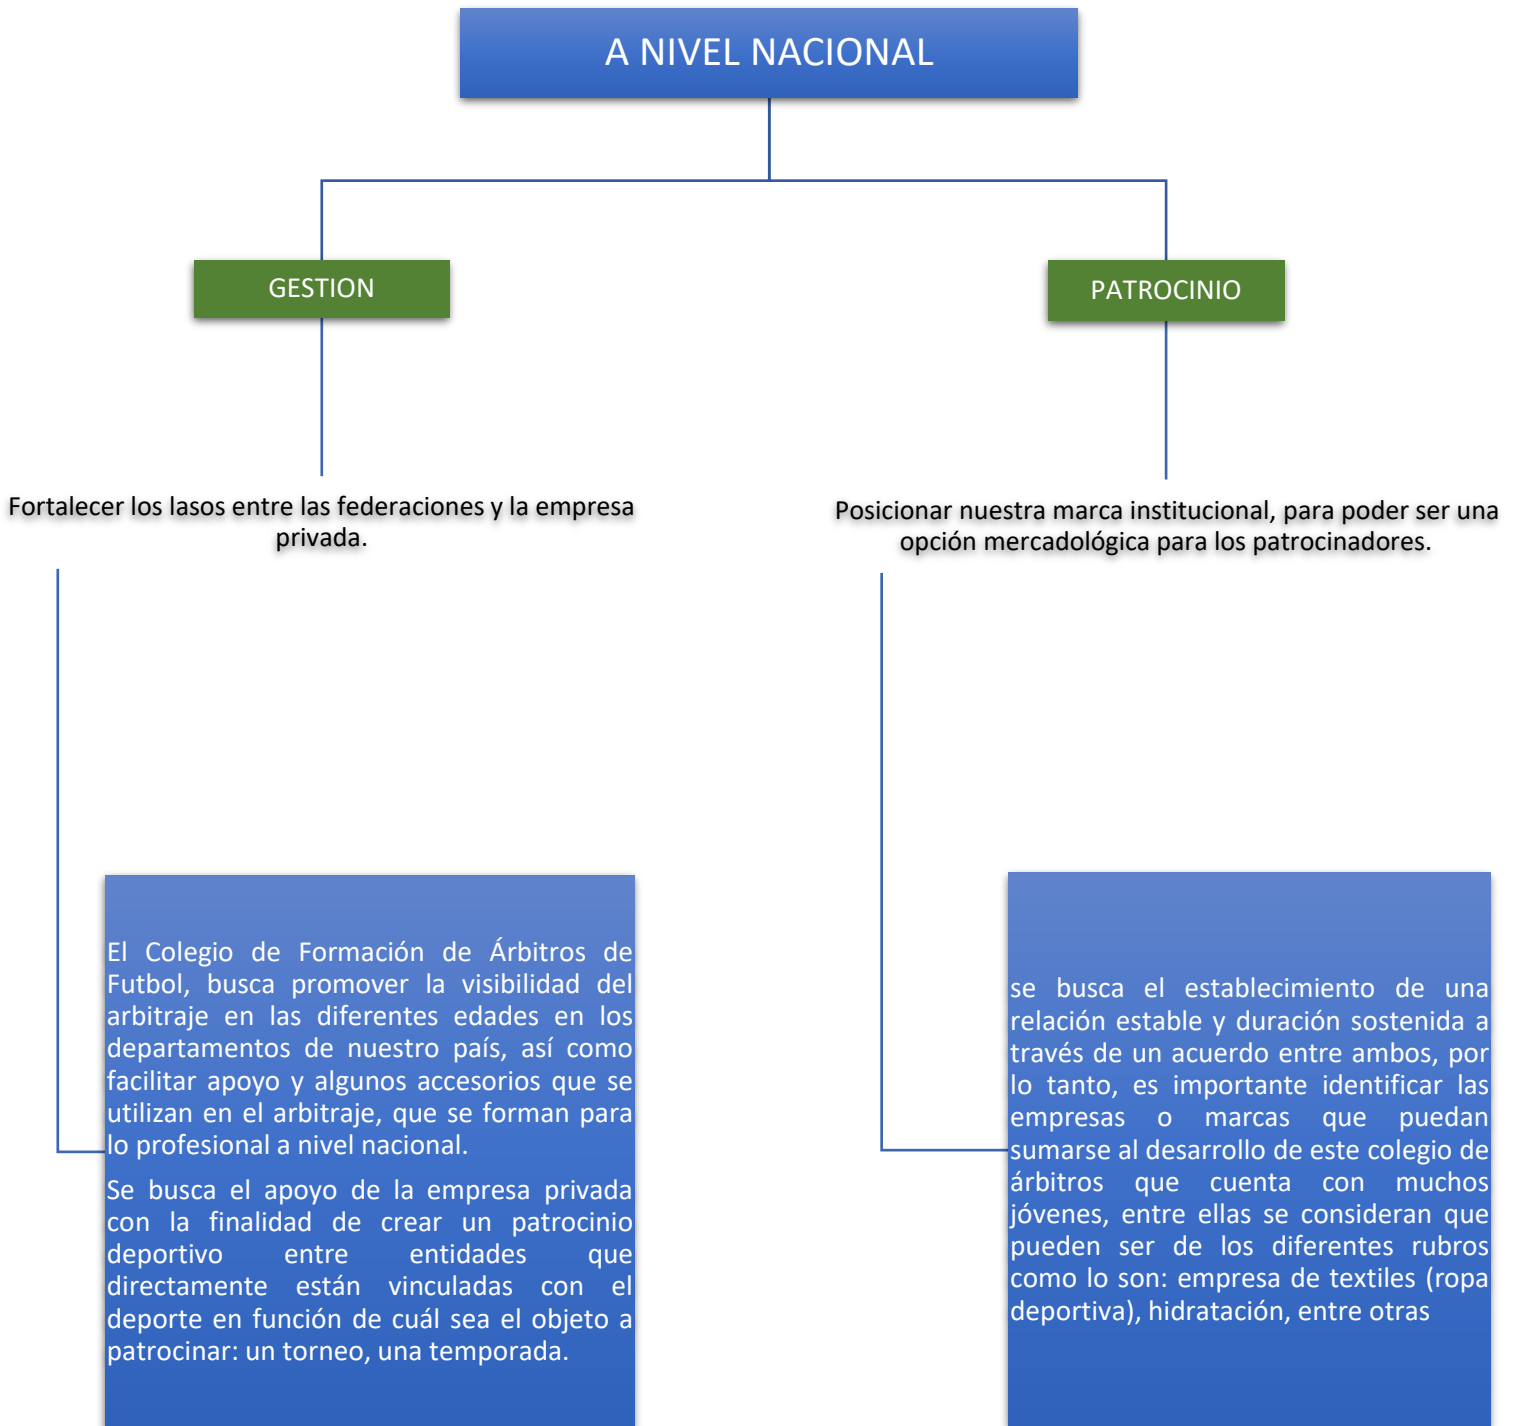 A NIVEL NACIONAL
GESTION
PATROCINIO
Fortalecer los lasos entre las federaciones y la empresa
privada.
Posicionar nuestra marca institucional, para poder ser una
opción mercadológica para los patrocinadores.
El Colegio de Formación de Árbitros de
Futbol, busca promover la visibilidad del
arbitraje en las diferentes edades en los
departamentos de nuestro país, así como
facilitar apoyo y algunos accesorios que se
utilizan en el arbitraje, que se forman para
lo profesional a nivel nacional.
Se busca el apoyo de la empresa privada
con la finalidad de crear un patrocinio
deportivo entre entidades que
directamente están vinculadas con el
deporte en función de cuál sea el objeto a
patrocinar: un torneo, una temporada.
se busca el establecimiento de una
relación estable y duración sostenida a
través de un acuerdo entre ambos, por
lo tanto, es importante identificar las
empresas o marcas que puedan
sumarse al desarrollo de este colegio de
árbitros que cuenta con muchos
jóvenes, entre ellas se consideran que
pueden ser de los diferentes rubros
como lo son: empresa de textiles (ropa
deportiva), hidratación, entre otras